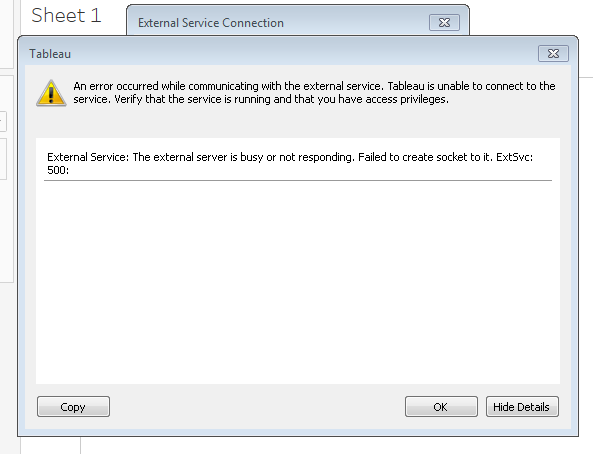 Sheet 1
External Service Connection
Tableau
An error occurred while communicating with the external service. Tableau is unable to connect to the
service. Verify that the service is running and that you have access privileges.
External Service: The external server is busy or not responding. Failed to create socket to it. ExtSvc:
500:
Copy
OK
Hide Details